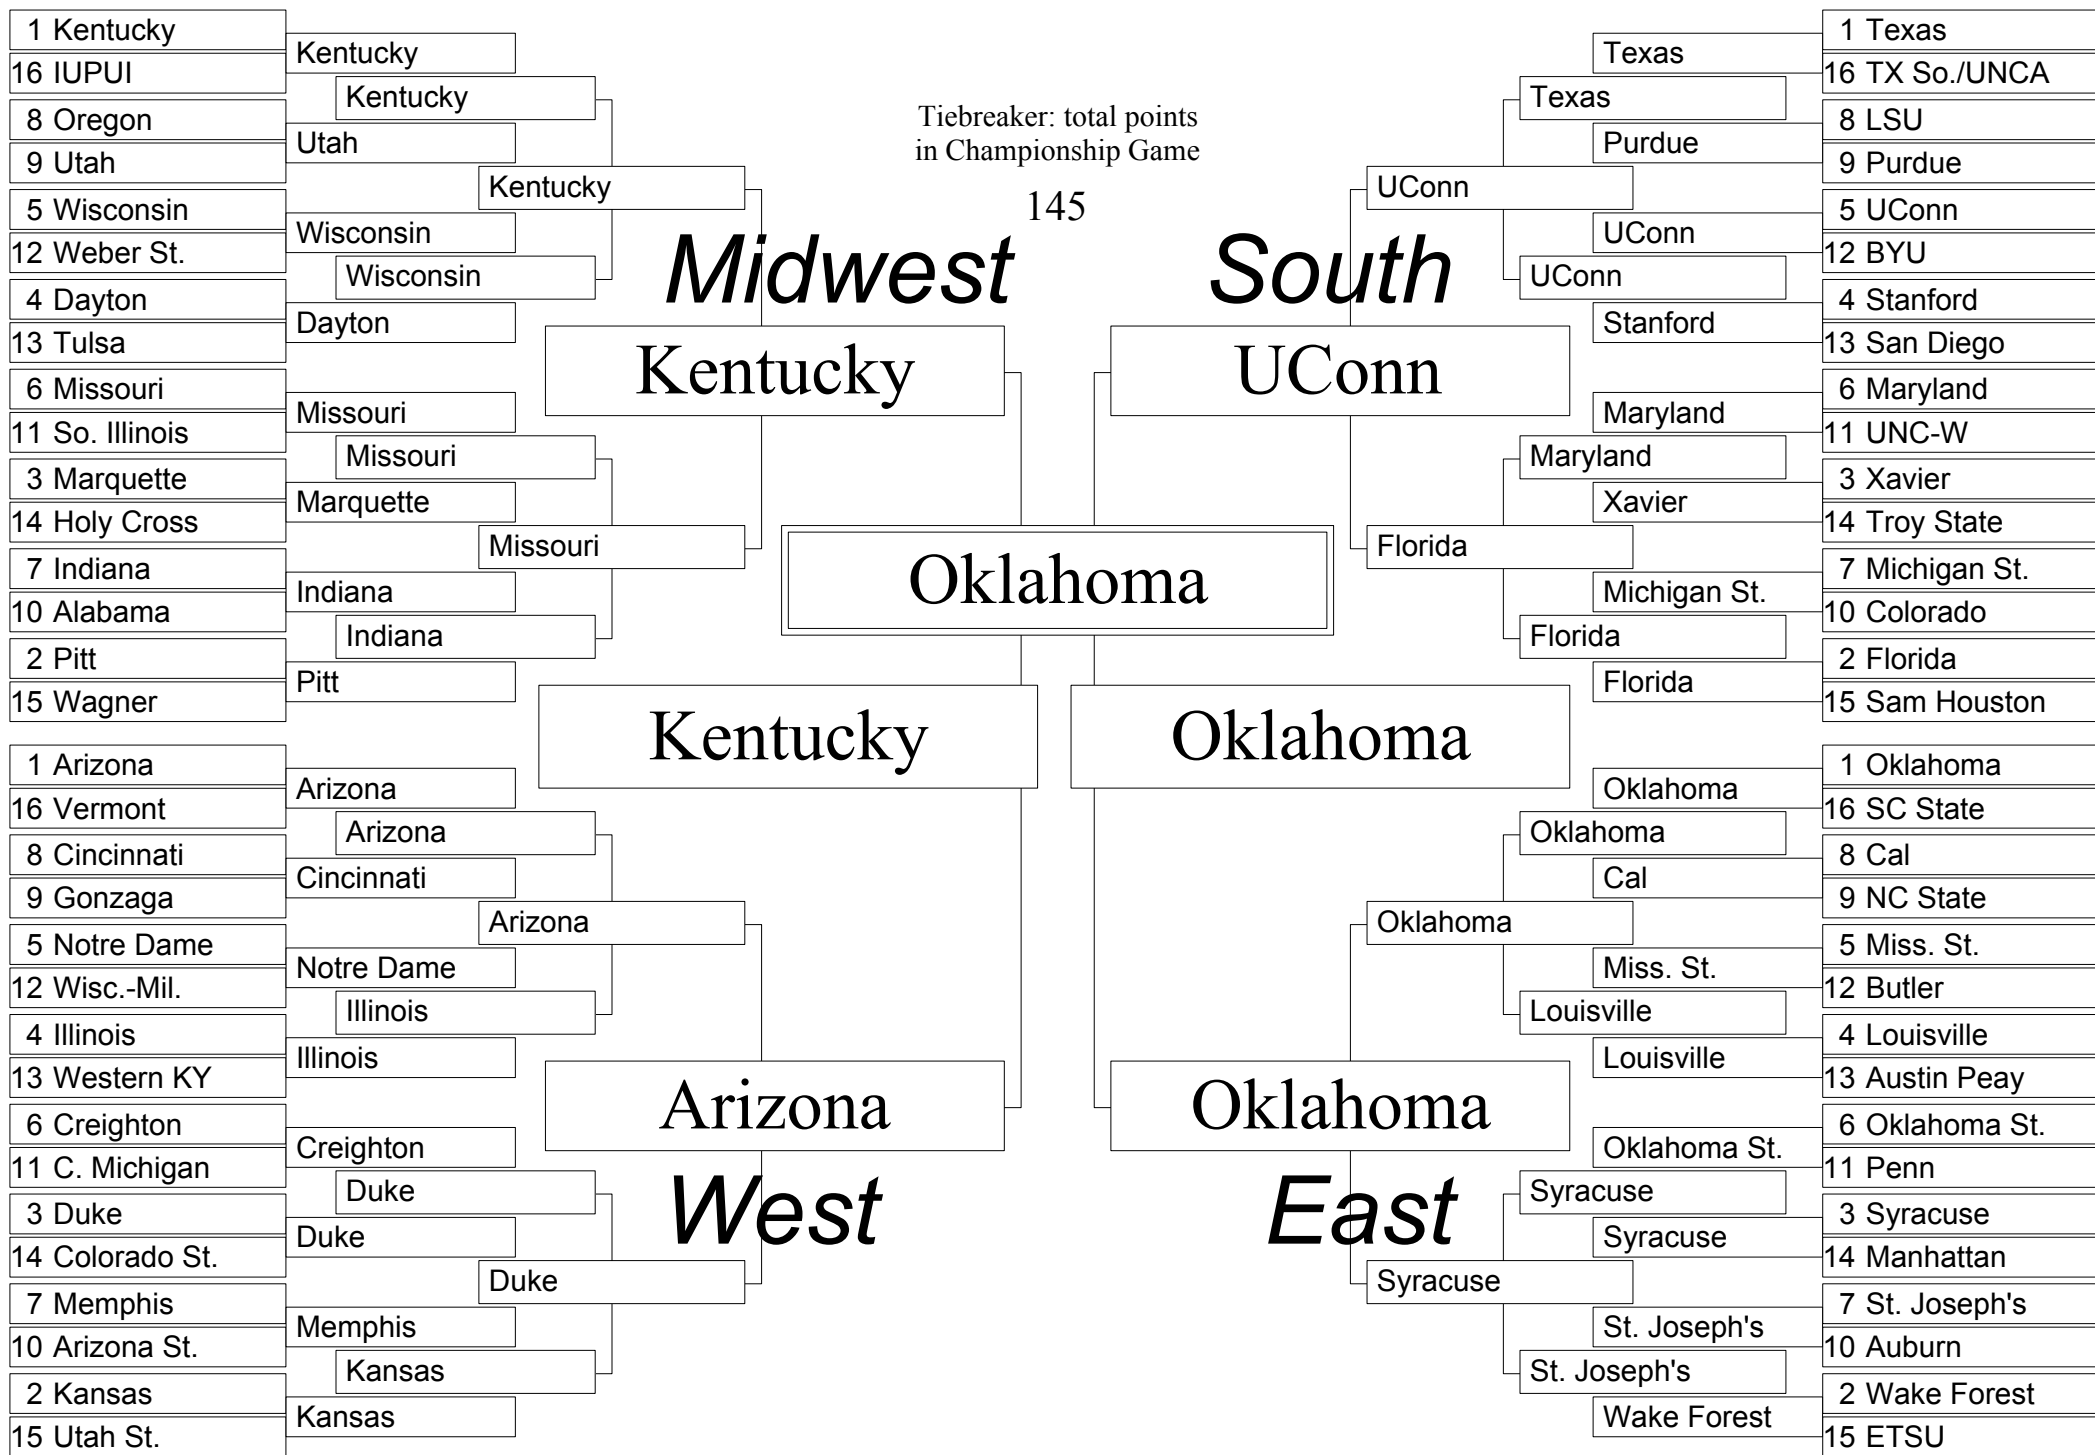 1 Kentucky
16 IUPUI
8 Oregon
9 Utah
5 Wisconsin
12 Weber St.
4 Dayton
13 Tulsa
6 Missouri
11 So. Illinois
3 Marquette
14 Holy Cross
7 Indiana
10 Alabama
2 Pitt
15 Wagner
Kentucky
Utah
Wisconsin
Dayton
Missouri
Marquette
Indiana
Pitt
Kentucky
Wisconsin
Missouri
Indiana
Kentucky
Missouri
Midwest
Kentucky
1 Arizona
16 Vermont
8 Cincinnati
9 Gonzaga
5 Notre Dame
12 Wisc.-Mil.
4 Illinois
13 Western KY
6 Creighton
11 C. Michigan
3 Duke
14 Colorado St.
7 Memphis
10 Arizona St.
2 Kansas
15 Utah St.
Arizona
Cincinnati
Notre Dame
Illinois
Creighton
Duke
Memphis
Kansas
Arizona
Illinois
Duke
Kansas
Arizona
Duke
Arizona
West
Tiebreaker: total points
in Championship Game
145
Oklahoma
Kentucky
Oklahoma
South
UConn
UConn
Florida
Texas
UConn
Maryland
Florida
Texas
Purdue
UConn
Stanford
Maryland
Xavier
Michigan St.
Florida
1 Texas
16 TX So./UNCA
8 LSU
9 Purdue
5 UConn
12 BYU
4 Stanford
13 San Diego
6 Maryland
11 UNC-W
3 Xavier
14 Troy State
7 Michigan St.
10 Colorado
2 Florida
15 Sam Houston
Oklahoma
East
Oklahoma
Syracuse
Oklahoma
Louisville
Syracuse
St. Joseph's
Oklahoma
Cal
Miss. St.
Louisville
Oklahoma St.
Syracuse
St. Joseph's
Wake Forest
1 Oklahoma
16 SC State
8 Cal
9 NC State
5 Miss. St.
12 Butler
4 Louisville
13 Austin Peay
6 Oklahoma St.
11 Penn
3 Syracuse
14 Manhattan
7 St. Joseph's
10 Auburn
2 Wake Forest
15 ETSU